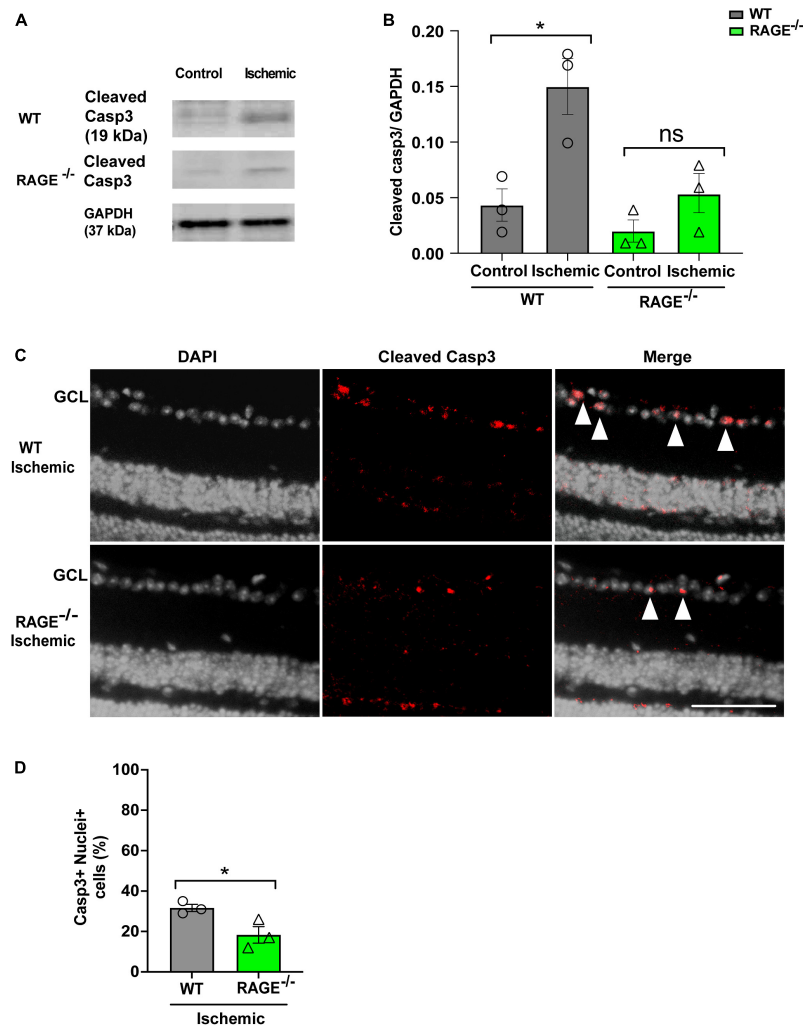 A
Control Ischemic
WT
Cleaved
Casp3
(19 kDa)
RAGE -/-
Cleaved
Casp3
GAPDH
(37 kDa)
B
WT
RAGE-/-
Cleaved casp3/ GAPDH
0.20
0.15
0.10
0.05
0.00
*
ns
Control Ischemic Control Ischemic
WT RAGE-/-
C
DAPI Cleaved Casp3 Merge
GCL
WT
Ischemic
GCL
RAGE-/-
Ischemic
D
Casp3+ Nuclei+
cells (%)
100
80
60
40
20
0
*
WT RAGE-/-
Ischemic